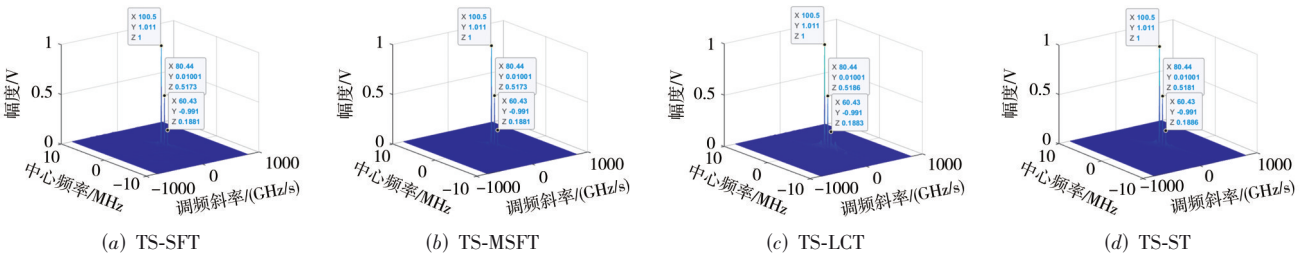 X 100.5
Y 1.011
Z 1
X 80.44
Y 0.01001
Z 0.5173
X 60.43
Y -0.991
Z 0.1881
1
0.5
0
幅度/V
10
0
-10
中心频率/MHz
-1000
0
1000
调频斜率/(GHz/s)
(a) TS-SFT
X 100.5
Y 1.011
Z 1
X 80.44
Y 0.01001
Z 0.5173
X 60.43
Y -0.991
Z 0.1881
1
0.5
0
幅度/V
10
0
-10
中心频率/MHz
-1000
0
1000
调频斜率/(GHz/s)
(b) TS-MSFT
X 100.5
Y 1.011
Z 1
X 80.44
Y 0.01001
Z 0.5186
X 60.43
Y -0.991
Z 0.1883
1
0.5
0
幅度/V
10
0
-10
中心频率/MHz
-1000
0
1000
调频斜率/(GHz/s)
(c) TS-LCT
X 100.5
Y 1.011
Z 1
X 80.44
Y 0.01001
Z 0.5181
X 60.43
Y -0.991
Z 0.1886
1
0.5
0
幅度/V
10
0
-10
中心频率/MHz
-1000
0
1000
调频斜率/(GHz/s)
(d) TS-ST